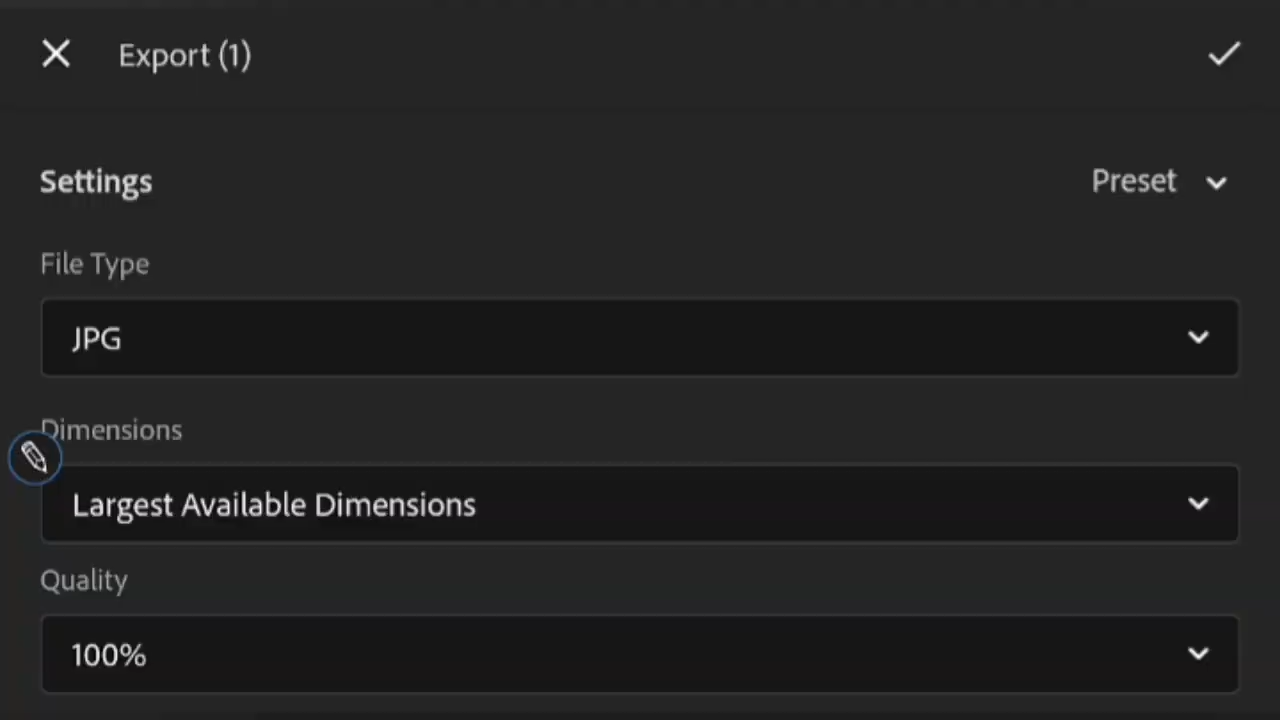 Export (1)
Settings
Preset
File Type
JPG
Dimensions
Largest Available Dimensions
Quality
100%